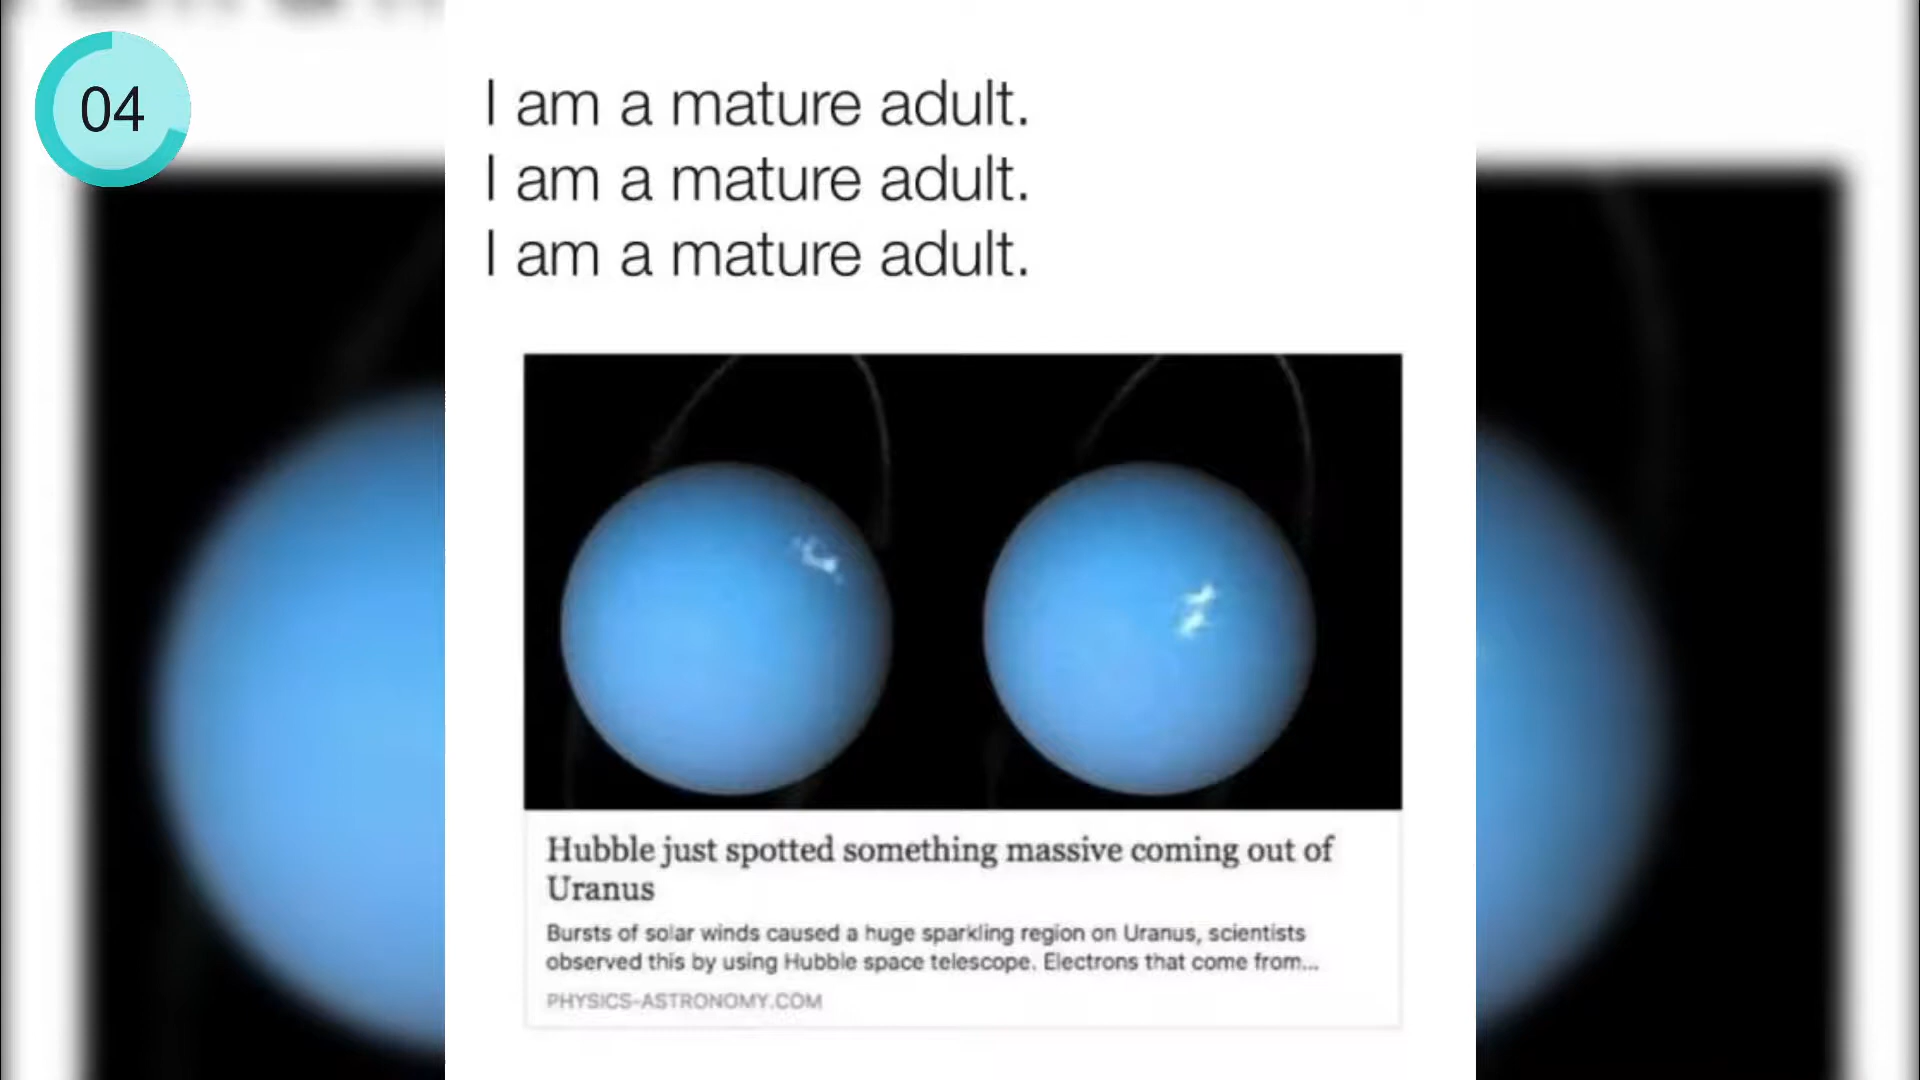 04
I am a mature adult.
I am a mature adult.
I am a mature adult.
Hubble just spotted something massive coming out of
Uranus
Bursts of solar winds caused a huge sparkling region on Uranus, scientists
observed this by using Hubble space telescope. Electrons that come from...
PHYSICS-ASTRONOMY.COM